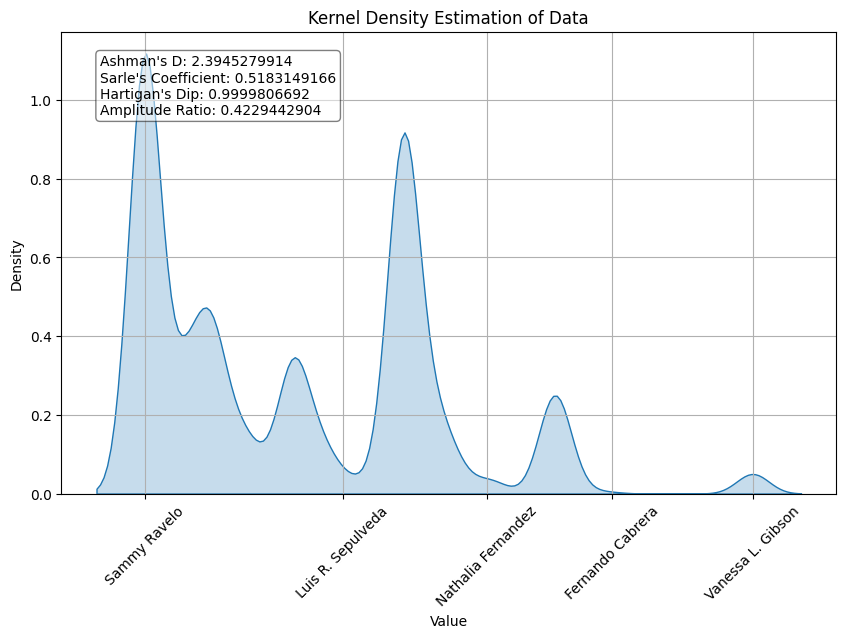 Kernel Density Estimation of Data
Ashman's D: 2.3945279914
Sarle's Coefficient: 0.5183149166
Hartigan's Dip: 0.9999806692
Amplitude Ratio: 0.4229442904
Density
1.0
0.8
0.6
0.4
0.2
0.0
Sammy Ravelo
Luis R. Sepulveda
Nathalia Fernandez
Fernando Cabrera
Vanessa L. Gibson
Value